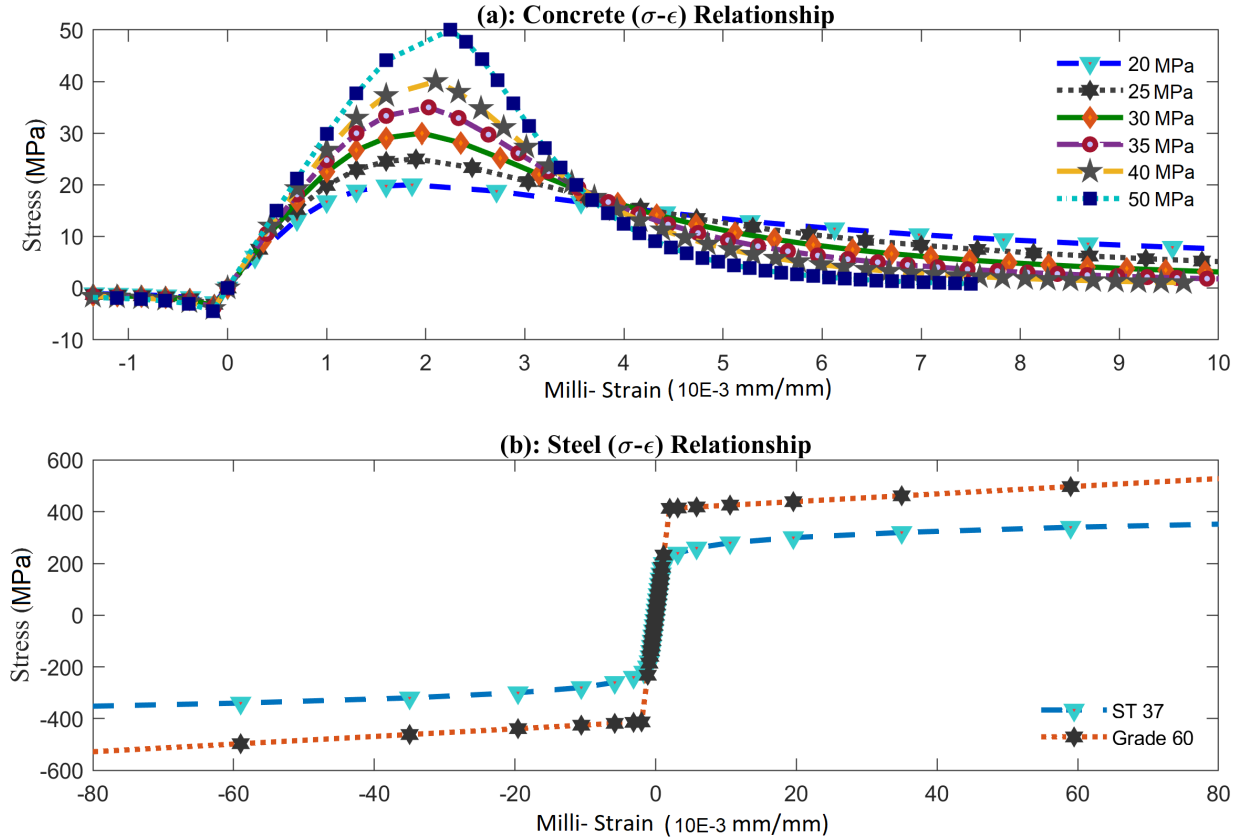 (a): Concrete (σ-ϵ) Relationship
50
40
30
20
10
0
-10
Stress (MPa)
20 MPa
25 MPa
30 MPa
35 MPa
40 MPa
50 MPa
-1 0 1 2 3 4 5 6 7 8 9 10
Milli- Strain (10E-3 mm/mm)
(b): Steel (σ-ϵ) Relationship
600
400
200
0
-200
-400
-600
Stress (MPa)
ST 37
Grade 60
-80 -60 -40 -20 0 20 40 60 80
Milli- Strain (10E-3 mm/mm)